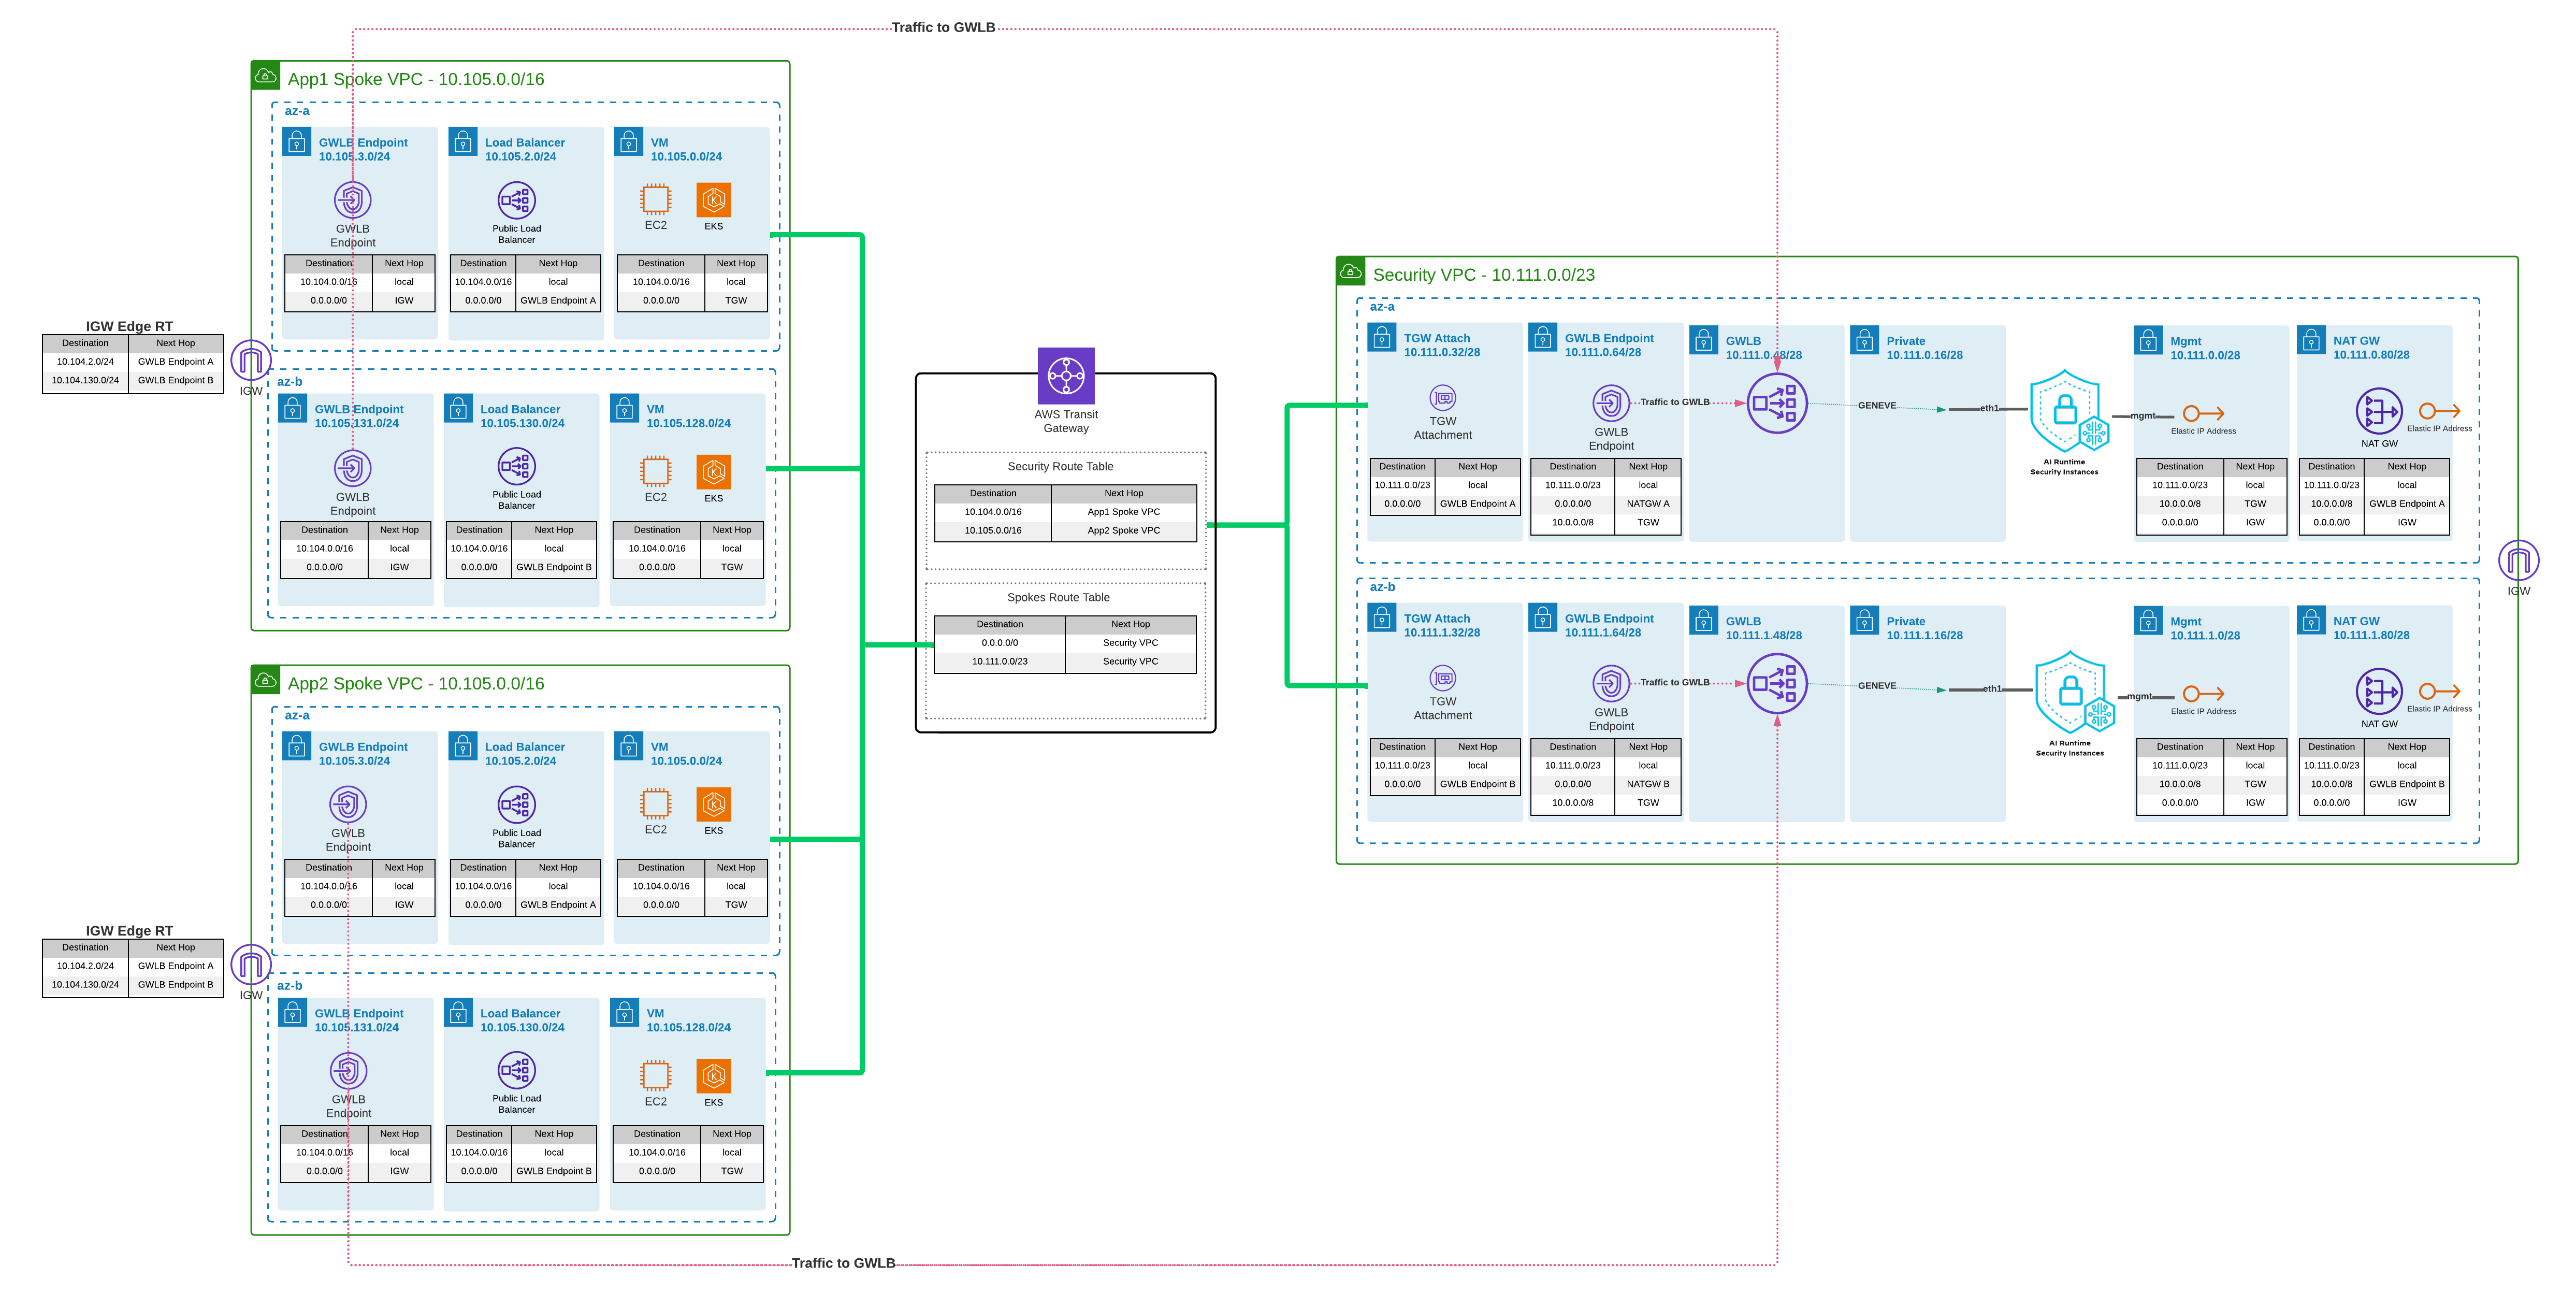 Traffic to GWLB
App1 Spoke VPC - 10.105.0.0/16
az-a
GWLB Endpoint
10.105.3.0/24
GWLB
Endpoint
Destination Next Hop
10.104.0.0/16 local
0.0.0.0/0 IGW
Load Balancer
10.105.2.0/24
Public Load
Balancer
Destination Next Hop
10.104.0.0/16 local
0.0.0.0/0 GWLB Endpoint A
VM
10.105.0.0/24
EC2
EKS
Destination Next Hop
10.104.0.0/16 local
0.0.0.0/0 TGW
IGW Edge RT
Destination Next Hop
10.104.2.0/24 GWLB Endpoint A
10.104.130.0/24 GWLB Endpoint B
IGW
az-b
GWLB Endpoint
10.105.131.0/24
GWLB
Endpoint
Destination Next Hop
10.104.0.0/16 local
0.0.0.0/0 IGW
Load Balancer
10.105.130.0/24
Public Load
Balancer
Destination Next Hop
10.104.0.0/16 local
0.0.0.0/0 GWLB Endpoint B
VM
10.105.128.0/24
EC2
EKS
Destination Next Hop
10.104.0.0/16 local
0.0.0.0/0 TGW
App2 Spoke VPC - 10.105.0.0/16
az-a
GWLB Endpoint
10.105.3.0/24
GWLB
Endpoint
Destination Next Hop
10.104.0.0/16 local
0.0.0.0/0 IGW
Load Balancer
10.105.2.0/24
Public Load
Balancer
Destination Next Hop
10.104.0.0/16 local
0.0.0.0/0 GWLB Endpoint A
VM
10.105.0.0/24
EC2
EKS
Destination Next Hop
10.104.0.0/16 local
0.0.0.0/0 TGW
IGW Edge RT
Destination Next Hop
10.104.2.0/24 GWLB Endpoint A
10.104.130.0/24 GWLB Endpoint B
IGW
az-b
GWLB Endpoint
10.105.131.0/24
GWLB
Endpoint
Destination Next Hop
10.104.0.0/16 local
0.0.0.0/0 IGW
Load Balancer
10.105.130.0/24
Public Load
Balancer
Destination Next Hop
10.104.0.0/16 local
0.0.0.0/0 GWLB Endpoint B
VM
10.105.128.0/24
EC2
EKS
Destination Next Hop
10.104.0.0/16 local
0.0.0.0/0 TGW
Traffic to GWLB
AWS Transit
Gateway
Security Route Table
Destination Next Hop
10.104.0.0/16 App1 Spoke VPC
10.105.0.0/16 App2 Spoke VPC
Spokes Route Table
Destination Next Hop
0.0.0.0/0 Security VPC
10.111.0.0/23 Security VPC
Security VPC - 10.111.0.0/23
az-a
TGW Attach
10.111.0.32/28
TGW
Attachment
Destination Next Hop
10.111.0.0/23 local
0.0.0.0/0 GWLB Endpoint A
GWLB Endpoint
10.111.0.64/28
GWLB
Endpoint
Destination Next Hop
10.111.0.0/23 local
0.0.0.0/0 NATGW A
10.0.0.0/8 TGW
Traffic to GWLB
GWLB
10.111.0.48/28
GENEVE
Private
10.111.0.16/28
eth1
AI Runtime
Security Instances
mgmt
Mgmt
10.111.0.0/28
Elastic IP Address
Destination Next Hop
10.111.0.0/23 local
10.0.0.0/8 TGW
0.0.0.0/0 IGW
NAT GW
10.111.0.80/28
NAT GW
Elastic IP Address
Destination Next Hop
10.111.0.0/23 local
10.0.0.0/8 GWLB Endpoint A
0.0.0.0/0 IGW
IGW
az-b
TGW Attach
10.111.1.32/28
TGW
Attachment
Destination Next Hop
10.111.0.0/23 local
0.0.0.0/0 GWLB Endpoint B
GWLB Endpoint
10.111.1.64/28
GWLB
Endpoint
Destination Next Hop
10.111.0.0/23 local
0.0.0.0/0 NATGW B
10.0.0.0/8 TGW
Traffic to GWLB
GWLB
10.111.1.48/28
GENEVE
Private
10.111.1.16/28
eth1
AI Runtime
Security Instances
mgmt
Mgmt
10.111.1.0/28
Elastic IP Address
Destination Next Hop
10.111.0.0/23 local
10.0.0.0/8 TGW
0.0.0.0/0 IGW
NAT GW
10.111.1.80/28
NAT GW
Elastic IP Address
Destination Next Hop
10.111.0.0/23 local
10.0.0.0/8 GWLB Endpoint B
0.0.0.0/0 IGW